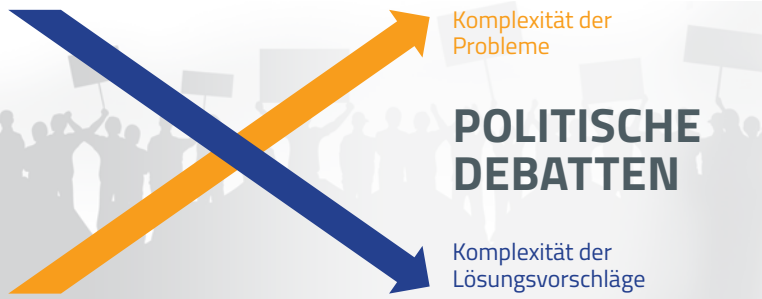 Komplexität der
Probleme
POLITISCHE
DEBATTEN
Komplexität der
Lösungsvorschläge